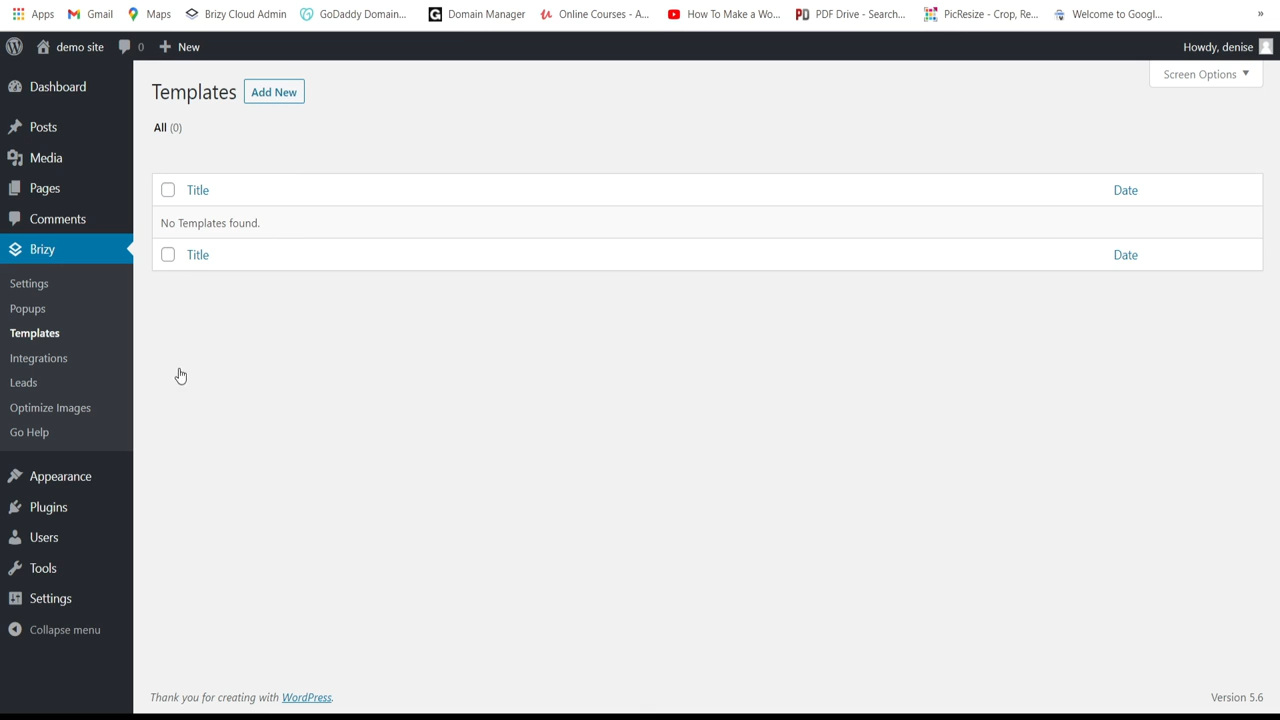 Apps Gmail Maps Brizy Cloud Admin GoDaddy Domain... Domain Manager Online Courses - A... How To Make a Wo... PDF Drive - Search... PicResize - Crop, Re... Welcome to Googl... »
demo site 0 + New Howdy, denise
Screen Options ▼
Templates Add New
All (0)
Title Date
No Templates found.
Title Date
Dashboard
Posts
Media
Pages
Comments
Brizy
Settings
Popups
Templates
Integrations
Leads
Optimize Images
Go Help
Appearance
Plugins
Users
Tools
Settings
Collapse menu
Thank you for creating with WordPress. Version 5.6